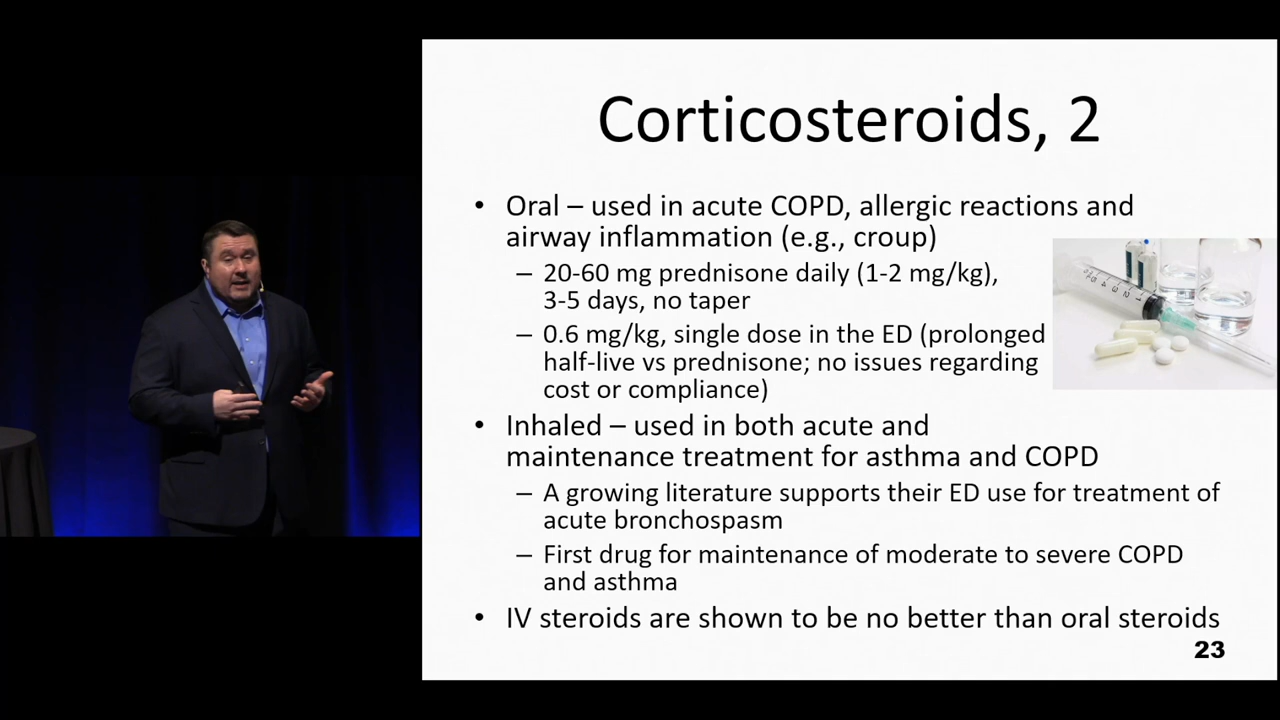 Corticosteroids, 2
• Oral – used in acute COPD, allergic reactions and
airway inflammation (e.g., croup)
– 20-60 mg prednisone daily (1-2 mg/kg),
3-5 days, no taper
– 0.6 mg/kg, single dose in the ED (prolonged
half-live vs prednisone; no issues regarding
cost or compliance)
• Inhaled – used in both acute and
maintenance treatment for asthma and COPD
– A growing literature supports their ED use for treatment of
acute bronchospasm
– First drug for maintenance of moderate to severe COPD
and asthma
• IV steroids are shown to be no better than oral steroids
23